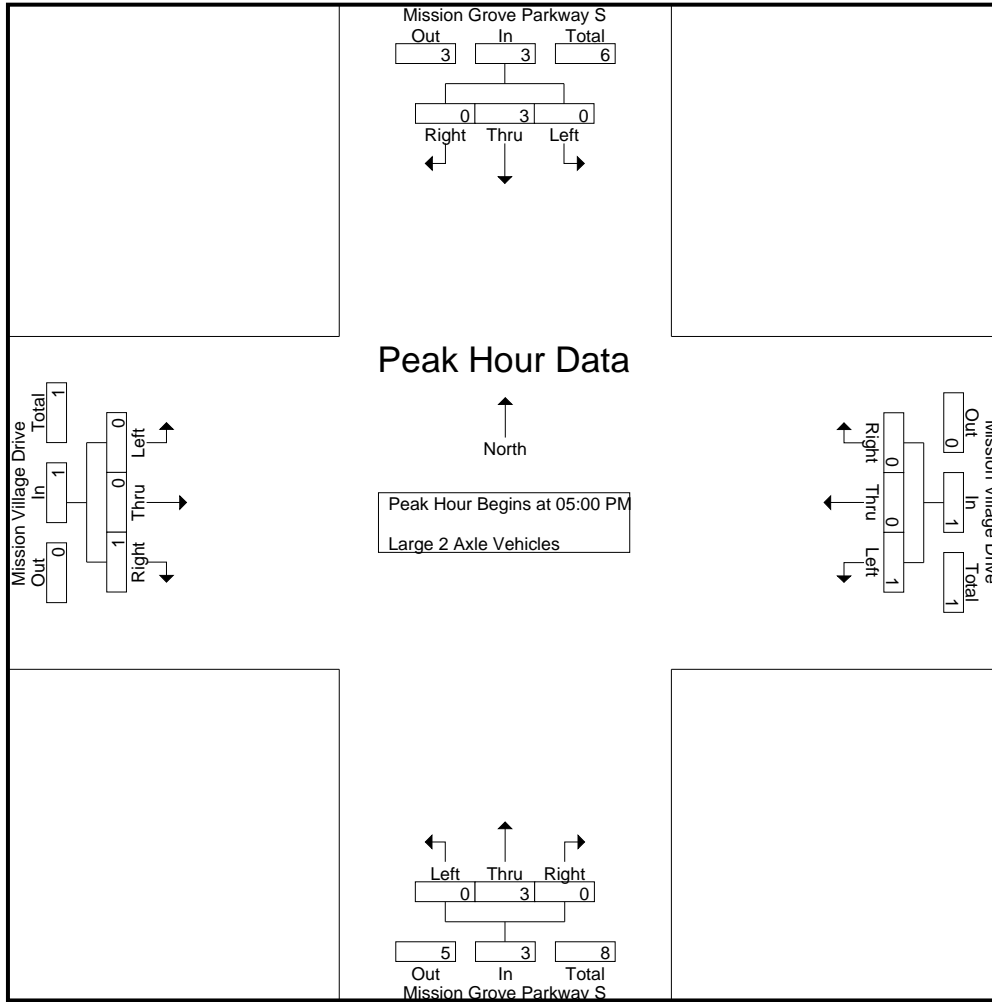 Mission Grove Parkway S
Out In Total
3 3 6
0 3 0
Right Thru Left
Peak Hour Data
North
Peak Hour Begins at 05:00 PM
Large 2 Axle Vehicles
Mission Village Drive
Out In Total
0 1 1
Left Thru Right
0 0 1
Mission Village Drive
Out In Total
0 1 1
Right Thru Left
0 0 1
Left Thru Right
0 3 0
5 3 8
Out In Total
Mission Grove Parkway S